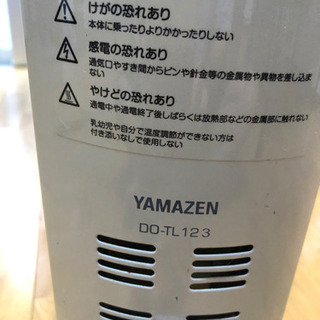 けがの恐れあり
本体に乗ったりよりかかったりしない
感電の恐れあり
通気口やすき間からピンや針金等の金属物や異物を差し込ま
ない
やけどの恐れあり
通電中や通電終了後しばらくは放熱部などの金属部に触れない
乳幼児や自分で温度調節ができない方は
付き添いなしで使用しない
YAMAZEN
DO-TL123